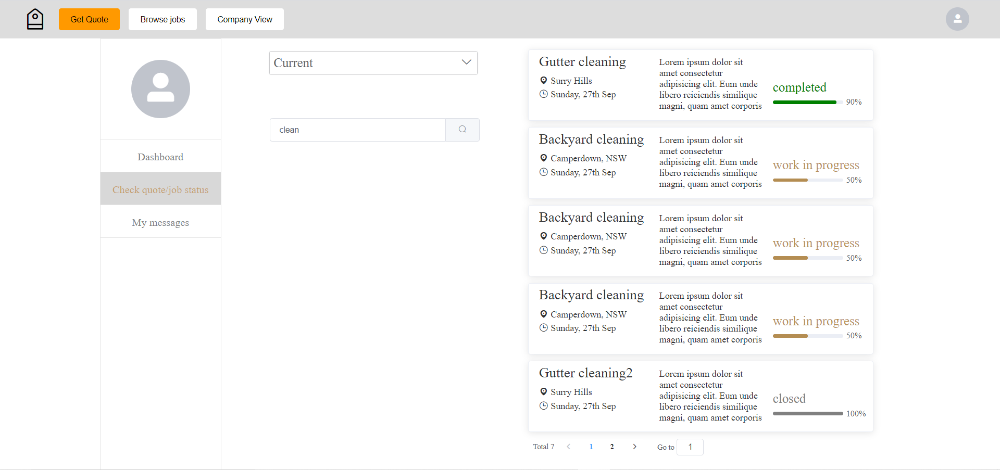 Get Quote
Browse jobs
Company View
Dashboard
Check quote/job status
My messages
Current
clean
Gutter cleaning
Surry Hills
Sunday, 27th Sep
Lorem ipsum dolor sit
amet consectetur
adipisicing elit. Eum unde
libero reiciendis similique
magni, quam amet corporis
completed
90%
Backyard cleaning
Camperdown, NSW
Sunday, 27th Sep
Lorem ipsum dolor sit
amet consectetur
adipisicing elit. Eum unde
libero reiciendis similique
magni, quam amet corporis
work in progress
50%
Backyard cleaning
Camperdown, NSW
Sunday, 27th Sep
Lorem ipsum dolor sit
amet consectetur
adipisicing elit. Eum unde
libero reiciendis similique
magni, quam amet corporis
work in progress
50%
Backyard cleaning
Camperdown, NSW
Sunday, 27th Sep
Lorem ipsum dolor sit
amet consectetur
adipisicing elit. Eum unde
libero reiciendis similique
magni, quam amet corporis
work in progress
50%
Gutter cleaning2
Surry Hills
Sunday, 27th Sep
Lorem ipsum dolor sit
amet consectetur
adipisicing elit. Eum unde
libero reiciendis similique
magni, quam amet corporis
closed
100%
Total 7 1 2 Go to 1